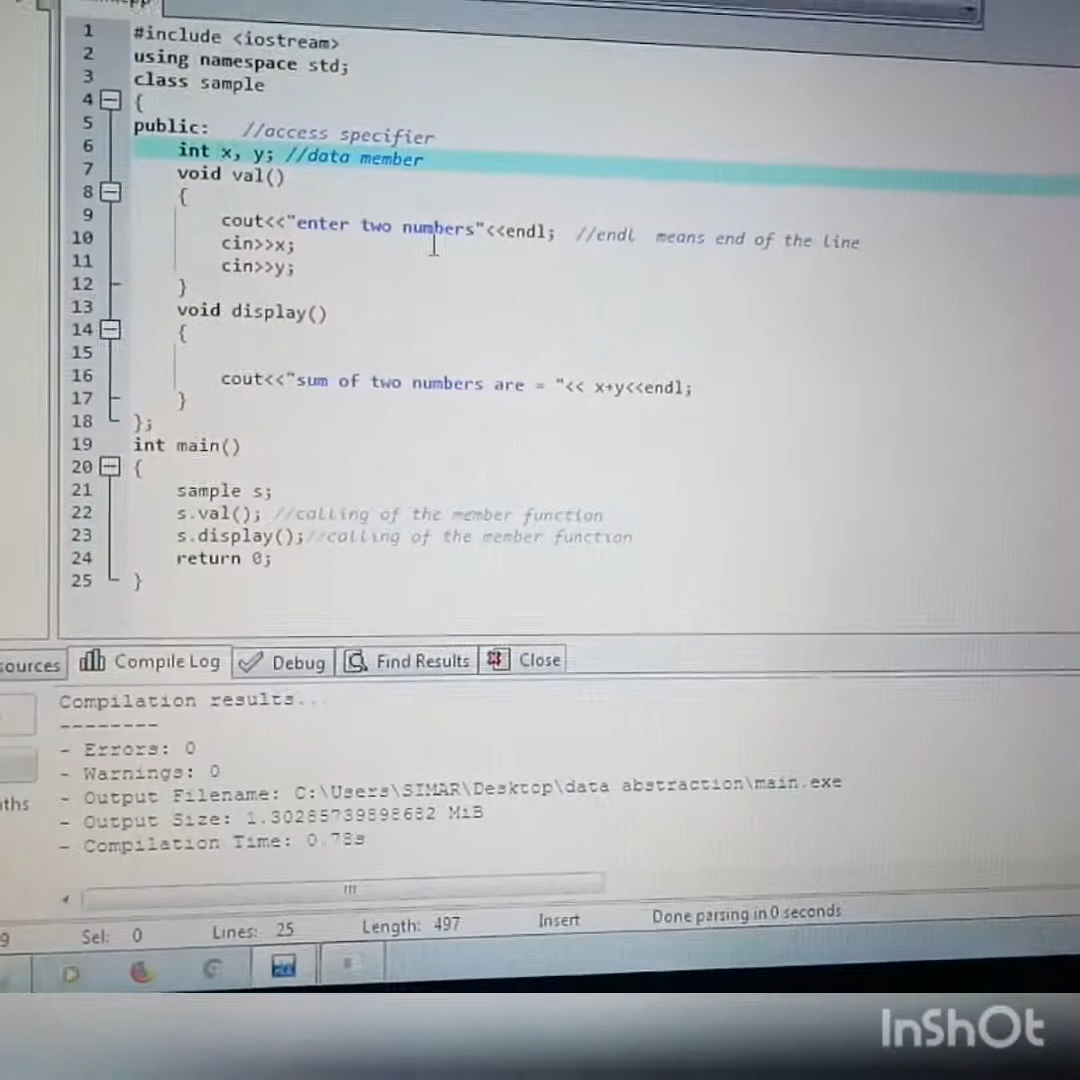 1 #include <iostream>
2 using namespace std;
3 class sample
4 {
5 public: //access specifier
6 int x, y; //data member
7 void val()
8 {
9 cout<<"enter two numbers"<<endl; //endl means end of the line
10 cin>>x;
11 cin>>y;
12 }
13 void display()
14 {
15
16 cout<<"sum of two numbers are = "<< x+y<<endl;
17 }
18 };
19 int main()
20 {
21 sample s;
22 s.val(); //calling of the member function
23 s.display();//calling of the member function
24 return 0;
25 }
sources Compile Log Debug Find Results Close
Compilation results...
--------
- Errors: 0
- Warnings: 0
- Output Filename: C:\Users\SIMAR\Desktop\data abstraction\main.exe
- Output Size: 1.30285739898682 MiB
- Compilation Time: 0.78s
9 Sel: 0 Lines: 25 Length: 497 Insert Done parsing in 0 seconds
InShOt